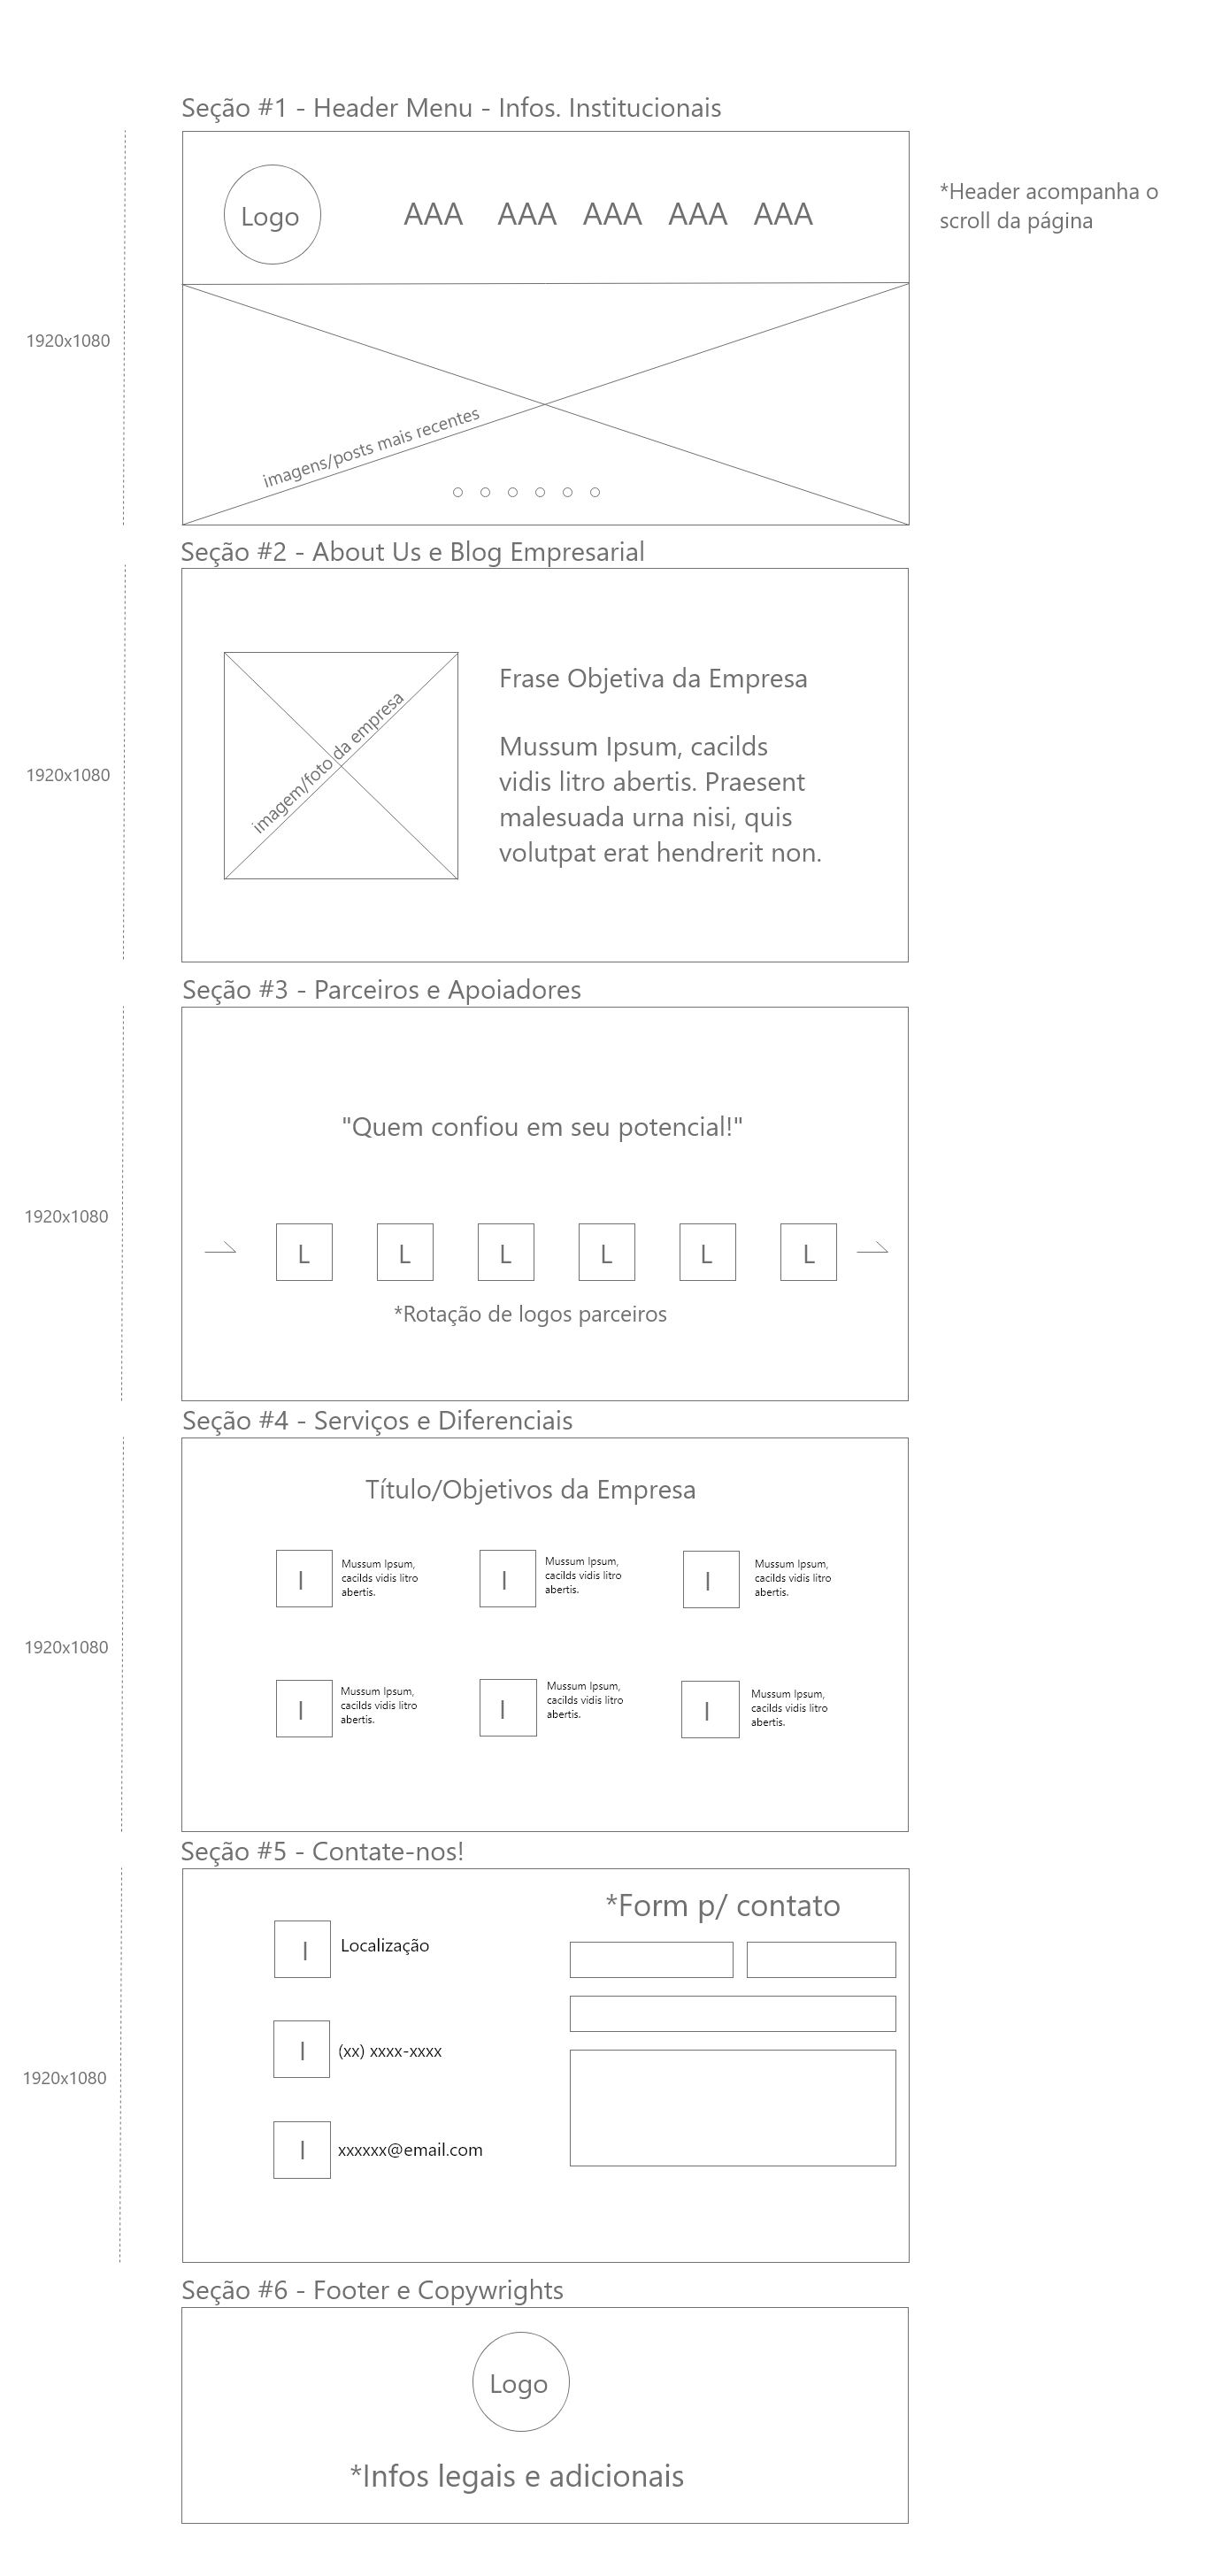 Seção #1 - Header Menu - Infos. Institucionais
Logo
AAA AAA AAA AAA AAA
*Header acompanha o
scroll da página
1920x1080
imagens/posts mais recentes
Seção #2 - About Us e Blog Empresarial
1920x1080
imagem/foto da empresa
Frase Objetiva da Empresa
Mussum Ipsum, cacilds
vidis litro abertis. Praesent
malesuada urna nisi, quis
volutpat erat hendrerit non.
Seção #3 - Parceiros e Apoiadores
"Quem confiou em seu potencial!"
1920x1080
L L L L L L
*Rotação de logos parceiros
Seção #4 - Serviços e Diferenciais
Título/Objetivos da Empresa
I
Mussum Ipsum,
cacilds vidis litro
abertis.
I
Mussum Ipsum,
cacilds vidis litro
abertis.
I
Mussum Ipsum,
cacilds vidis litro
abertis.
1920x1080
I
Mussum Ipsum,
cacilds vidis litro
abertis.
I
Mussum Ipsum,
cacilds vidis litro
abertis.
I
Mussum Ipsum,
cacilds vidis litro
abertis.
Seção #5 - Contate-nos!
*Form p/ contato
I Localização
I (xx) xxxx-xxxx
1920x1080
I xxxxxx@email.com
Seção #6 - Footer e Copywrights
Logo
*Infos legais e adicionais